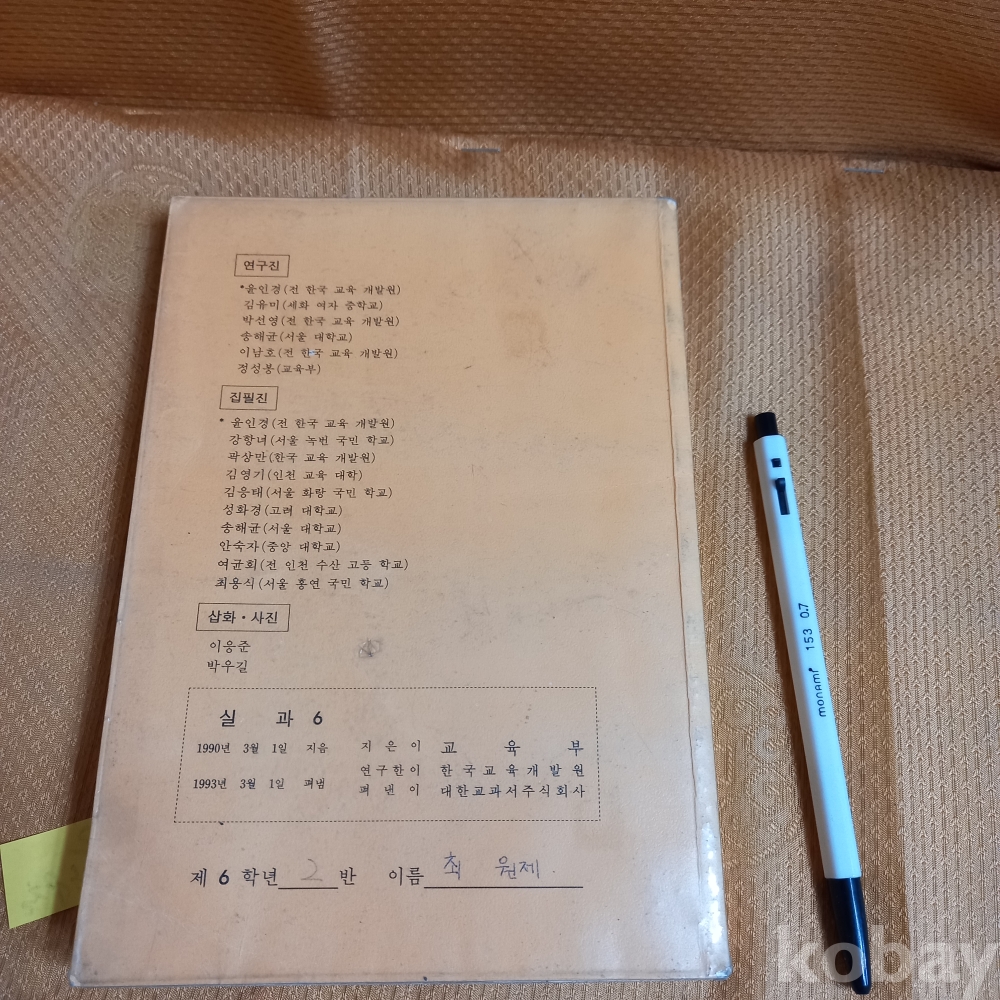 연구진
*윤인경(전 한국 교육 개발원)
김유미(세화 여자 중학교)
박선영(전 한국 교육 개발원)
송해균(서울 대학교)
이남호(전 한국 교육 개발원)
정성봉(교육부)
집필진
*윤인경(전 한국 교육 개발원)
강항녀(서울 녹번 국민 학교)
곽상만(한국 교육 개발원)
김영기(인천 교육 대학)
김응태(서울 화랑 국민 학교)
성화경(고려 대학교)
송해균(서울 대학교)
안숙자(중앙 대학교)
여균회(전 인천 수산 고등 학교)
최용식(서울 홍연 국민 학교)
삽화·사진
이응준
박우길
실 과 6
1990년 3월 1일 지음 지은이 교육부
연구한이 한국교육개발원
1993년 3월 1일 펴냄 펴낸이 대한교과서주식회사
제 6 학년 2 반 이름 원제
monami 153 0.7
kobay